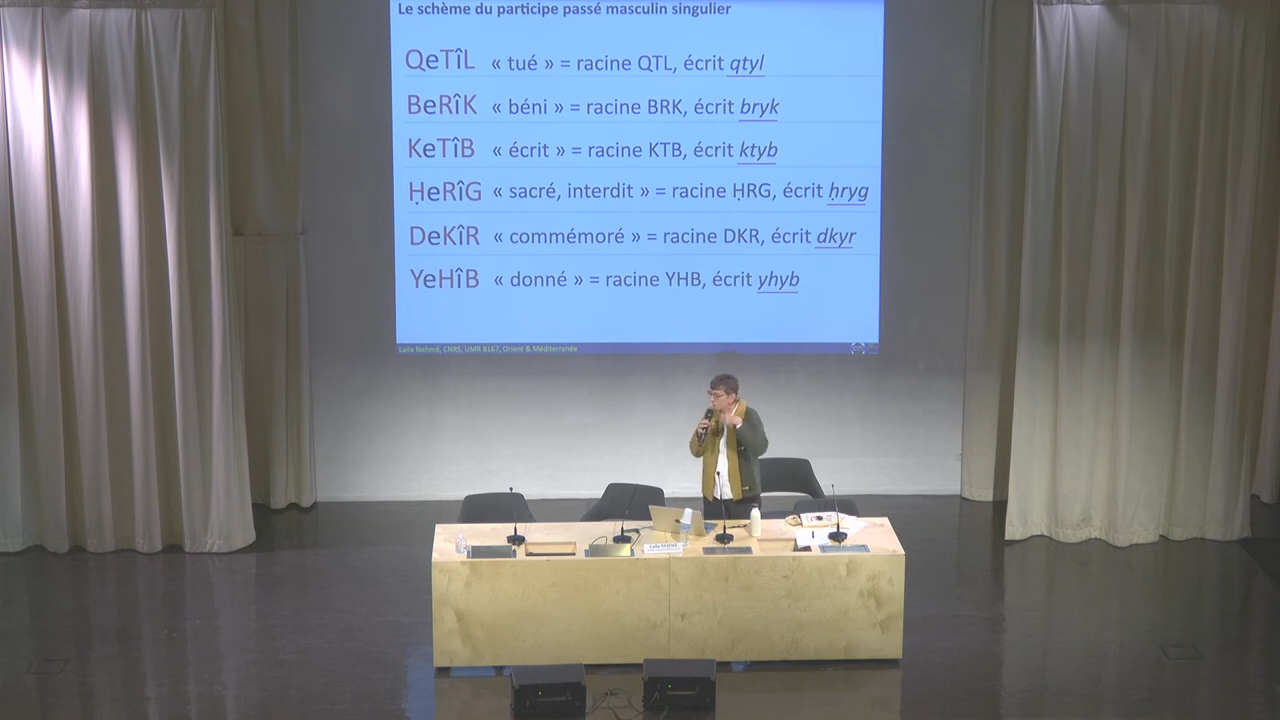 Le schème du participe passé masculin singulier
QeTîL « tué » = racine QTL, écrit qtyl
BeRîK « béni » = racine BRK, écrit bryk
KeTîB « écrit » = racine KTB, écrit ktyb
ḤeRîG « sacré, interdit » = racine ḤRG, écrit ḥryg
DeKîR « commémoré » = racine DKR, écrit dkyr
YeHîB « donné » = racine YHB, écrit yhyb
Laïla Nehmé, CNRS, UMR 8167, Orient & Méditerranée
Laïla NEHMÉ